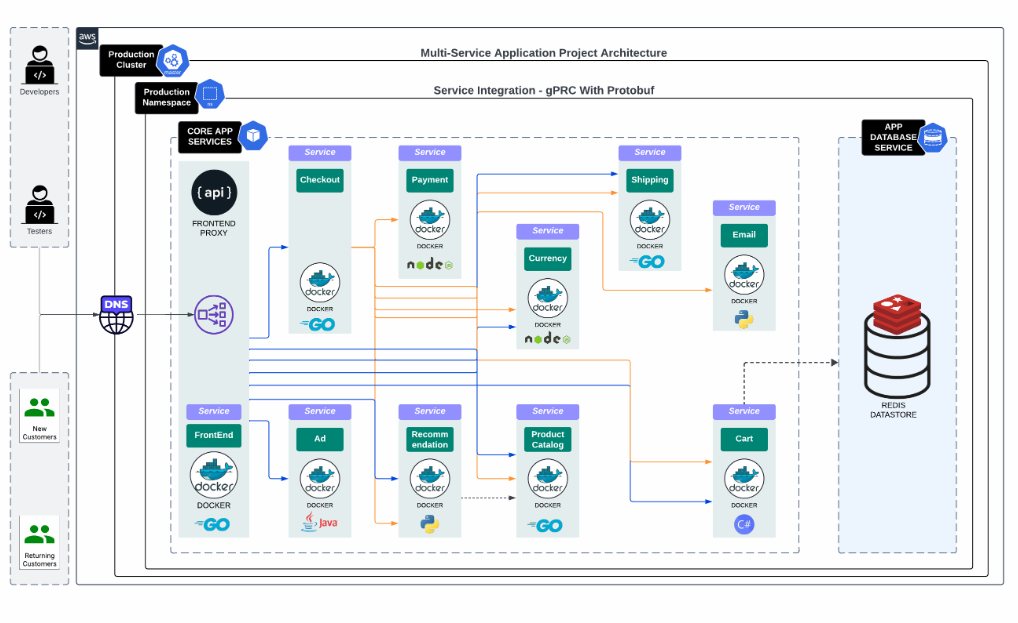 aws
Multi-Service Application Project Architecture
Production
Cluster
master
Service Integration - gPRC With Protobuf
Production
Namespace
ns
Developers
Testers
DNS
New
Customers
Returning
Customers
CORE APP
SERVICES
{ api }
FRONTEND
PROXY
Service
Checkout
docker
DOCKER
GO
Service
Payment
docker
DOCKER
node
Service
Currency
docker
DOCKER
node
Service
Shipping
docker
DOCKER
GO
Service
Email
docker
DOCKER
Service
FrontEnd
docker
DOCKER
GO
Service
Ad
docker
DOCKER
Java
Service
Recomm
endation
docker
DOCKER
Service
Product
Catalog
docker
DOCKER
GO
Service
Cart
docker
DOCKER
C#
APP
DATABASE
SERVICE
REDIS
DATASTORE